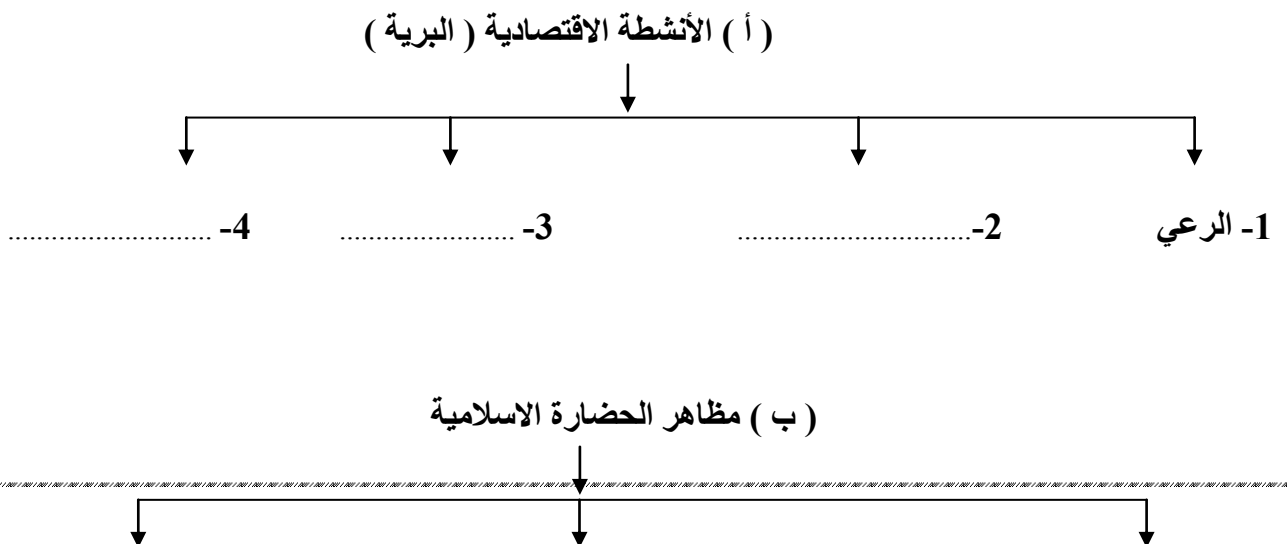 ( أ ) الأنشطة الاقتصادية ( البرية )
1- الرعي 2-................................. 3- ......................... 4- .............................
( ب ) مظاهر الحضارة الاسلامية